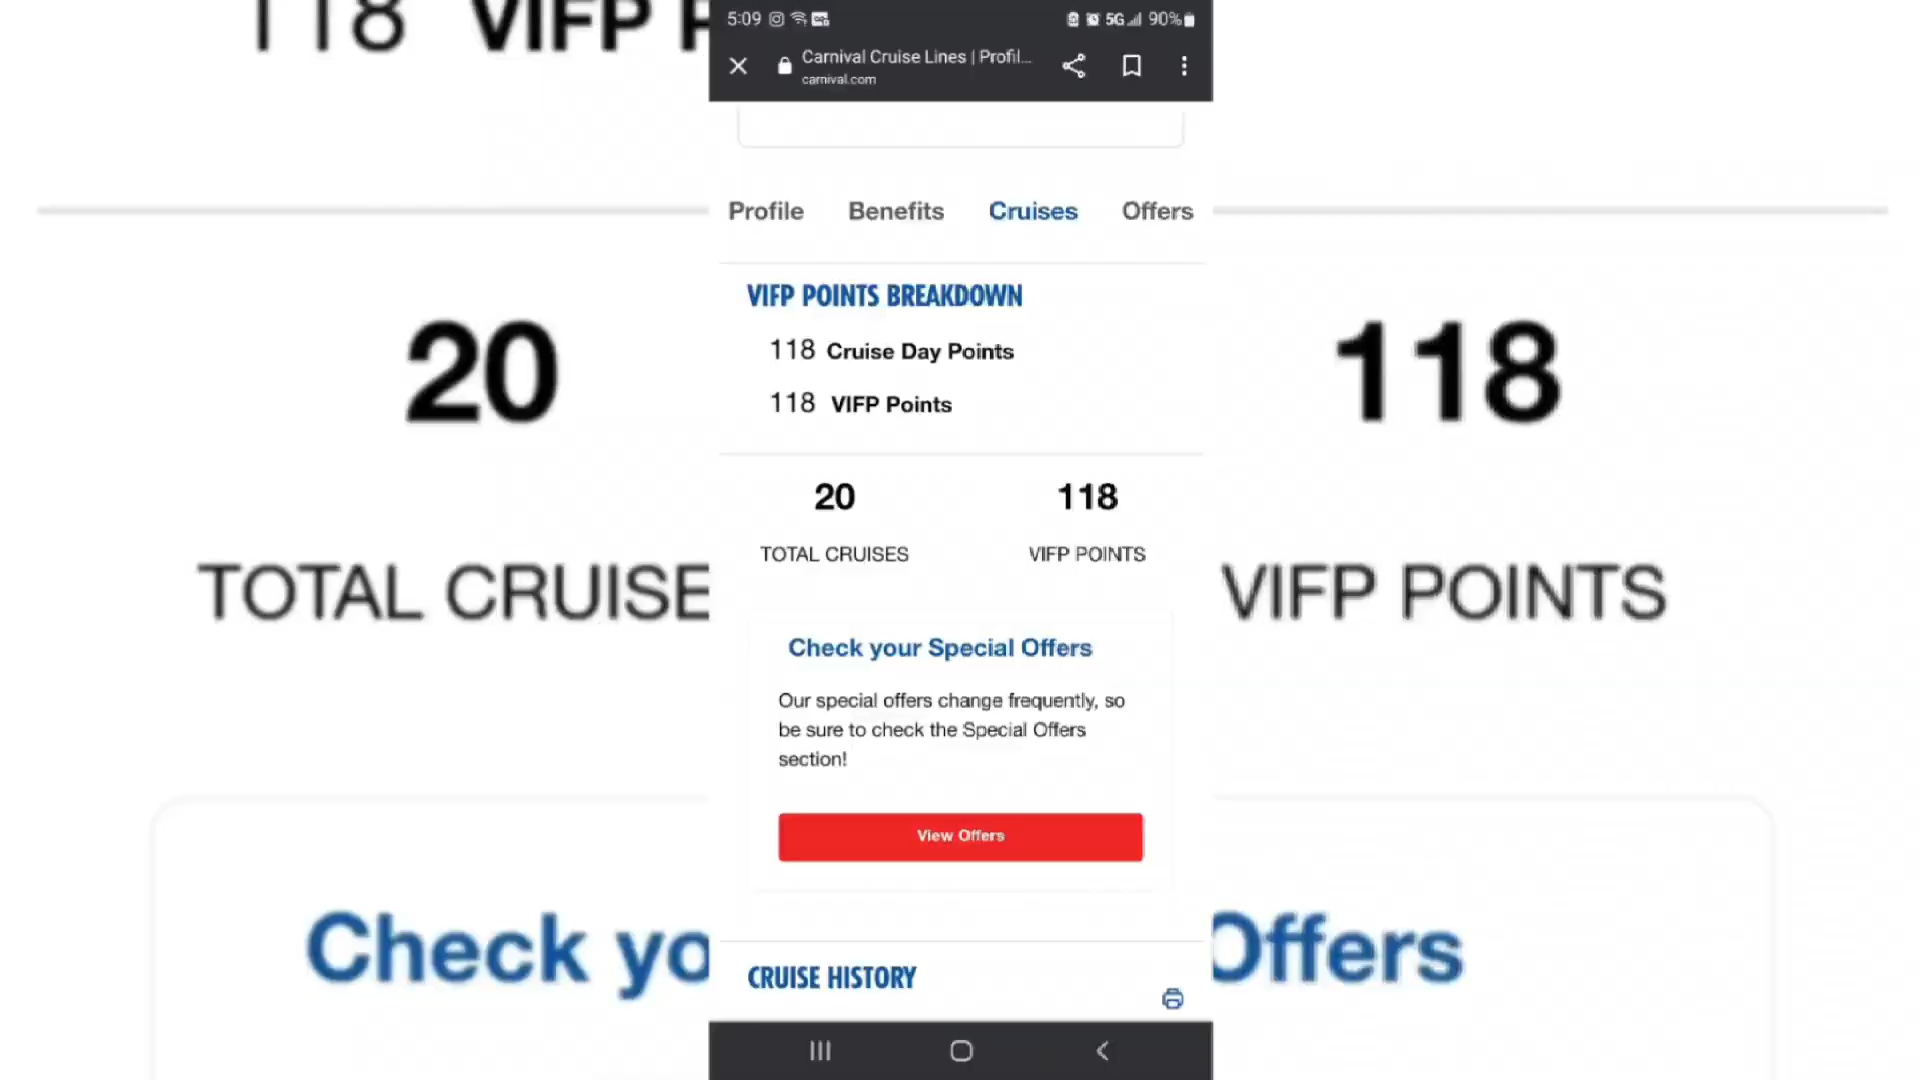 118 VIFP P
5:09 5G 90%
Carnival Cruise Lines | Profil...
carnival.com
Profile Benefits Cruises Offers
VIFP POINTS BREAKDOWN
118 Cruise Day Points
118 VIFP Points
20 118
TOTAL CRUISES VIFP POINTS
Check your Special Offers
Our special offers change frequently, so
be sure to check the Special Offers
section!
View Offers
CRUISE HISTORY
20 118
TOTAL CRUISE VIFP POINTS
Check yo Offers